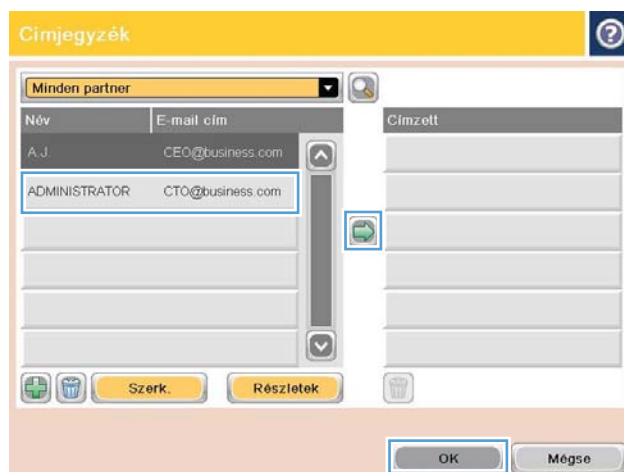 Címjegyzék
Minden partner
Név E-mail cím Címzett
A.J. CEO@business.com
ADMINISTRATOR CTO@business.com
Szerk. Részletek
OK Mégse